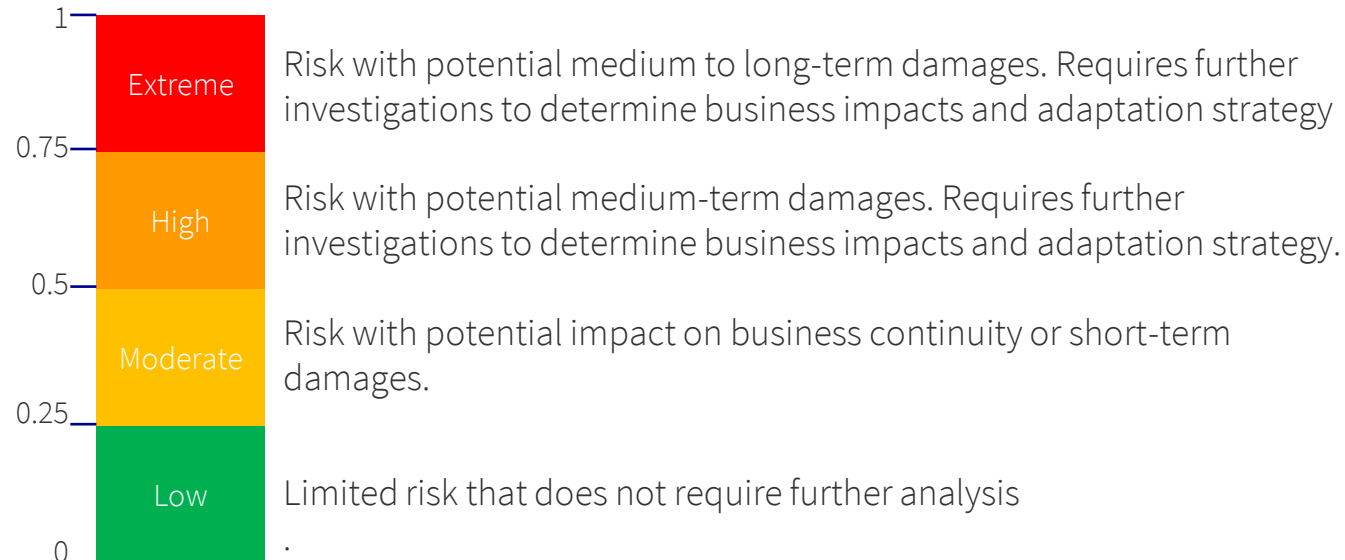 1
Extreme
Risk with potential medium to long-term damages. Requires further
investigations to determine business impacts and adaptation strategy
0.75
High
Risk with potential medium-term damages. Requires further
investigations to determine business impacts and adaptation strategy.
0.5
Moderate
Risk with potential impact on business continuity or short-term
damages.
0.25
Low
Limited risk that does not require further analysis
.
0